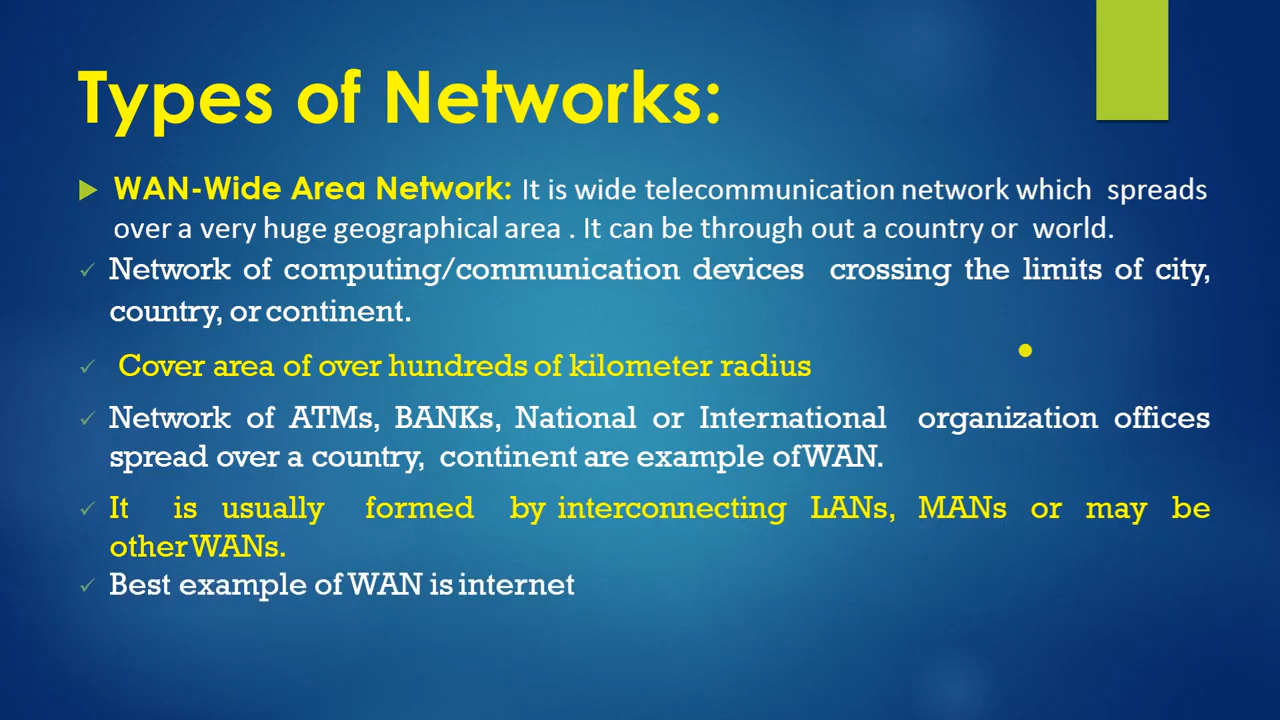 Types of Networks:
WAN-Wide Area Network: It is wide telecommunication network which spreads
over a very huge geographical area . It can be through out a country or world.
Network of computing/communication devices crossing the limits of city,
country, or continent.
Cover area of over hundreds of kilometer radius
Network of ATMs, BANKs, National or International organization offices
spread over a country, continent are example ofWAN.
It is usually formed by interconnecting LANs, MANs or may be
otherWANs.
Best example of WAN is internet